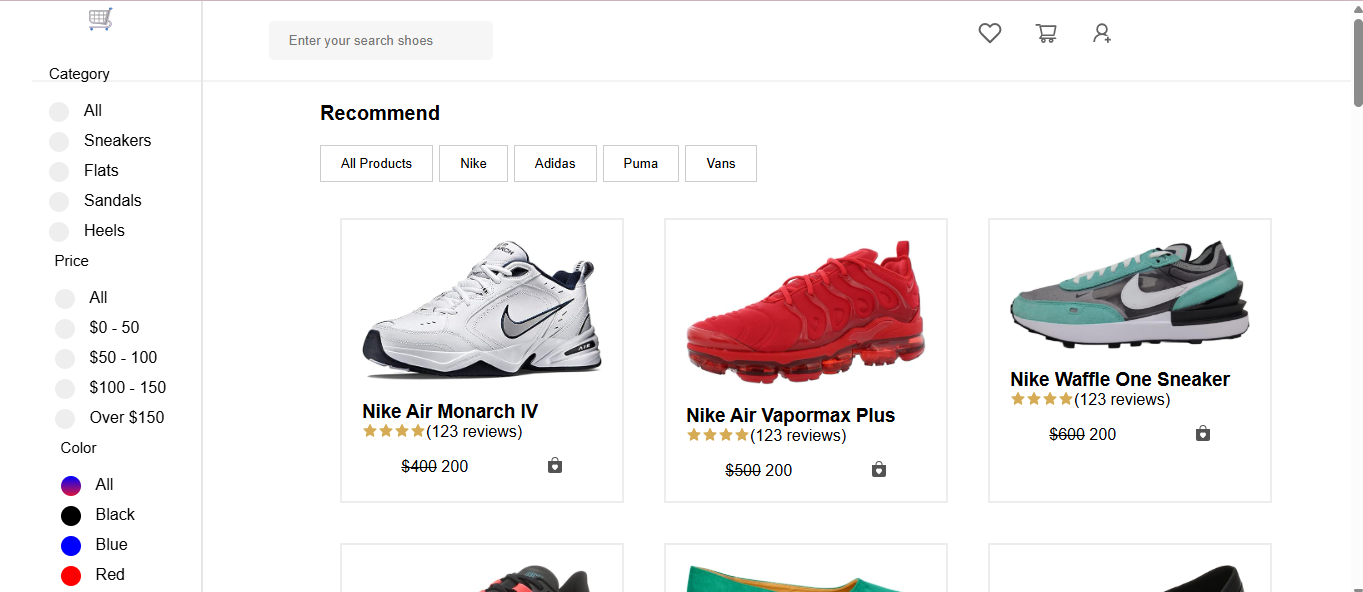 Enter your search shoes
Category
All
Sneakers
Flats
Sandals
Heels
Price
All
$0 - 50
$50 - 100
$100 - 150
Over $150
Color
All
Black
Blue
Red
Recommend
All Products
Nike
Adidas
Puma
Vans
Nike Air Monarch IV
(123 reviews)
$400 200
Nike Air Vapormax Plus
(123 reviews)
$500 200
Nike Waffle One Sneaker
(123 reviews)
$600 200